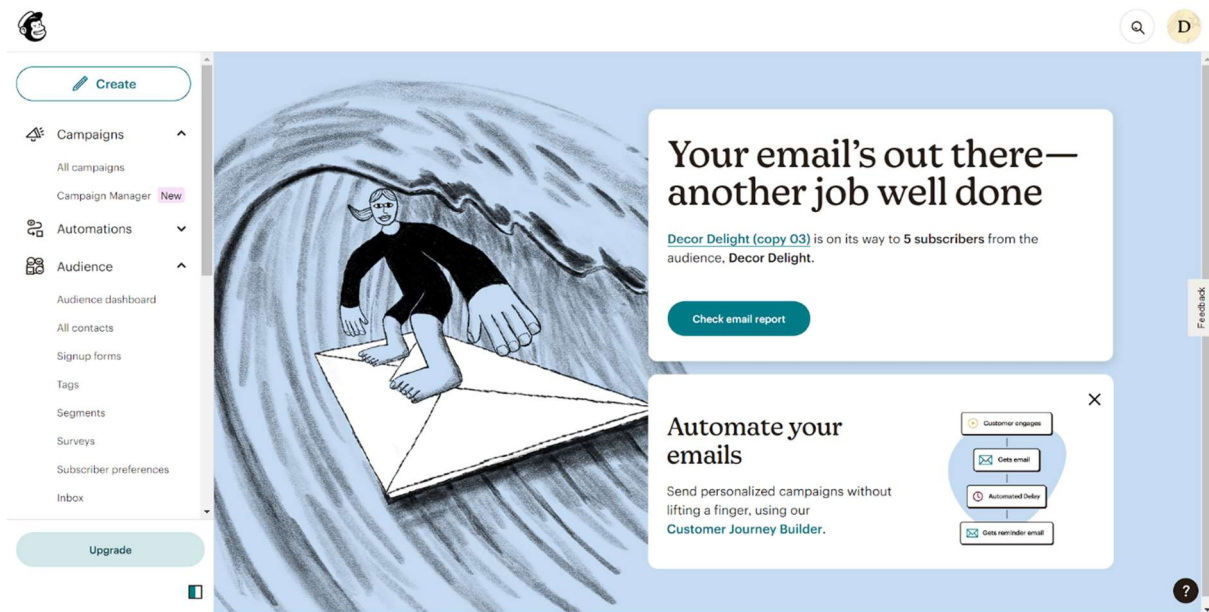 D
Create
Campaigns
All campaigns
Campaign Manager New
Automations
Audience
Audience dashboard
All contacts
Signup forms
Tags
Segments
Surveys
Subscriber preferences
Inbox
Upgrade
Your email's out there—
another job well done
Decor Delight (copy 03) is on its way to 5 subscribers from the
audience, Decor Delight.
Check email report
Automate your
emails
Send personalized campaigns without
lifting a finger, using our
Customer Journey Builder.
Customer engages
Gets email
Automated Delay
Gets reminder email
Feedback
?